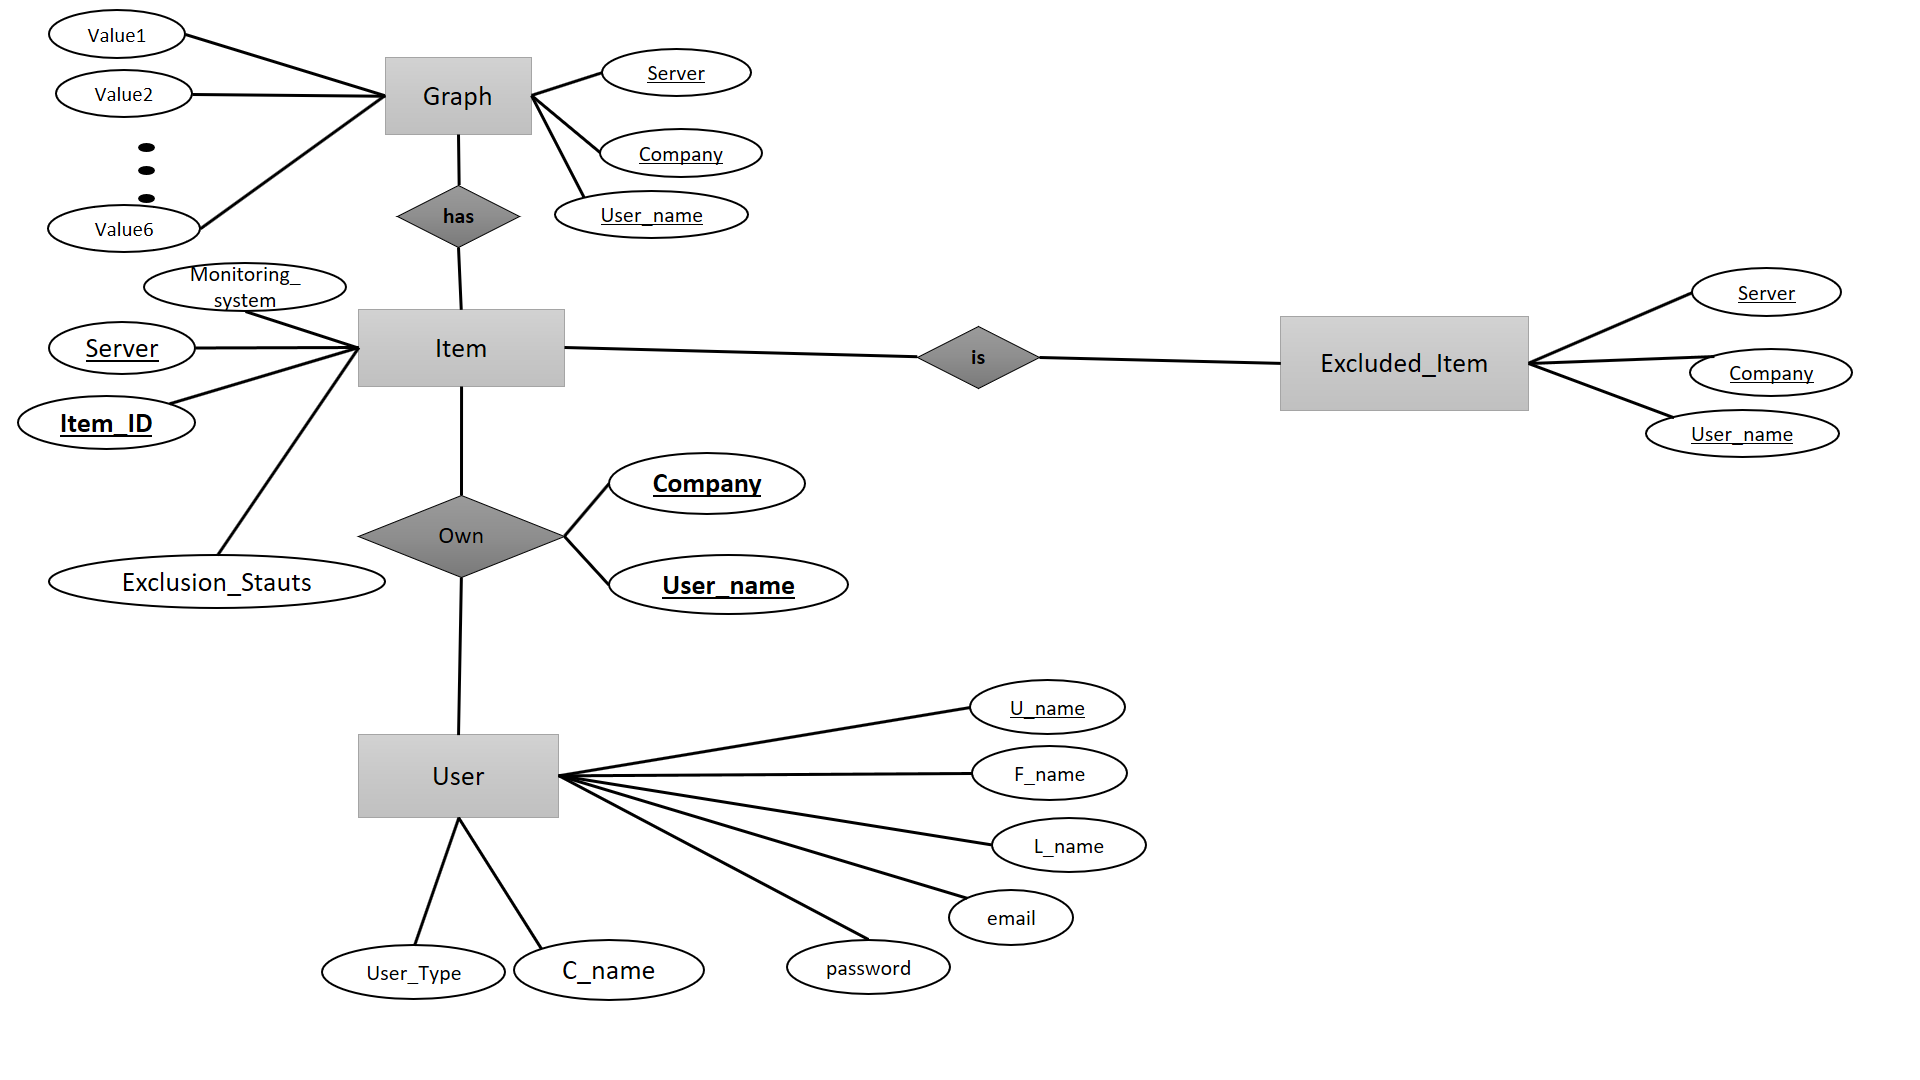 Value1
Value2
Value6
Graph
Server
Company
User_name
has
Monitoring_
system
Server
Item_ID
Exclusion_Stauts
Item
is
Excluded_Item
Server
Company
User_name
Own
Company
User_name
User
U_name
F_name
L_name
email
password
User_Type
C_name